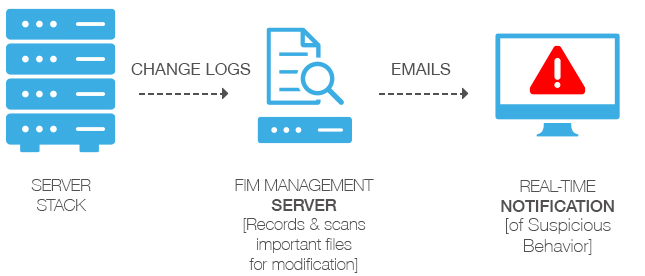 CHANGE LOGS
EMAILS
SERVER
STACK
FIM MANAGEMENT
SERVER
[Records & scans
important files
for modification]
REAL-TIME
NOTIFICATION
[of Suspicious
Behavior]